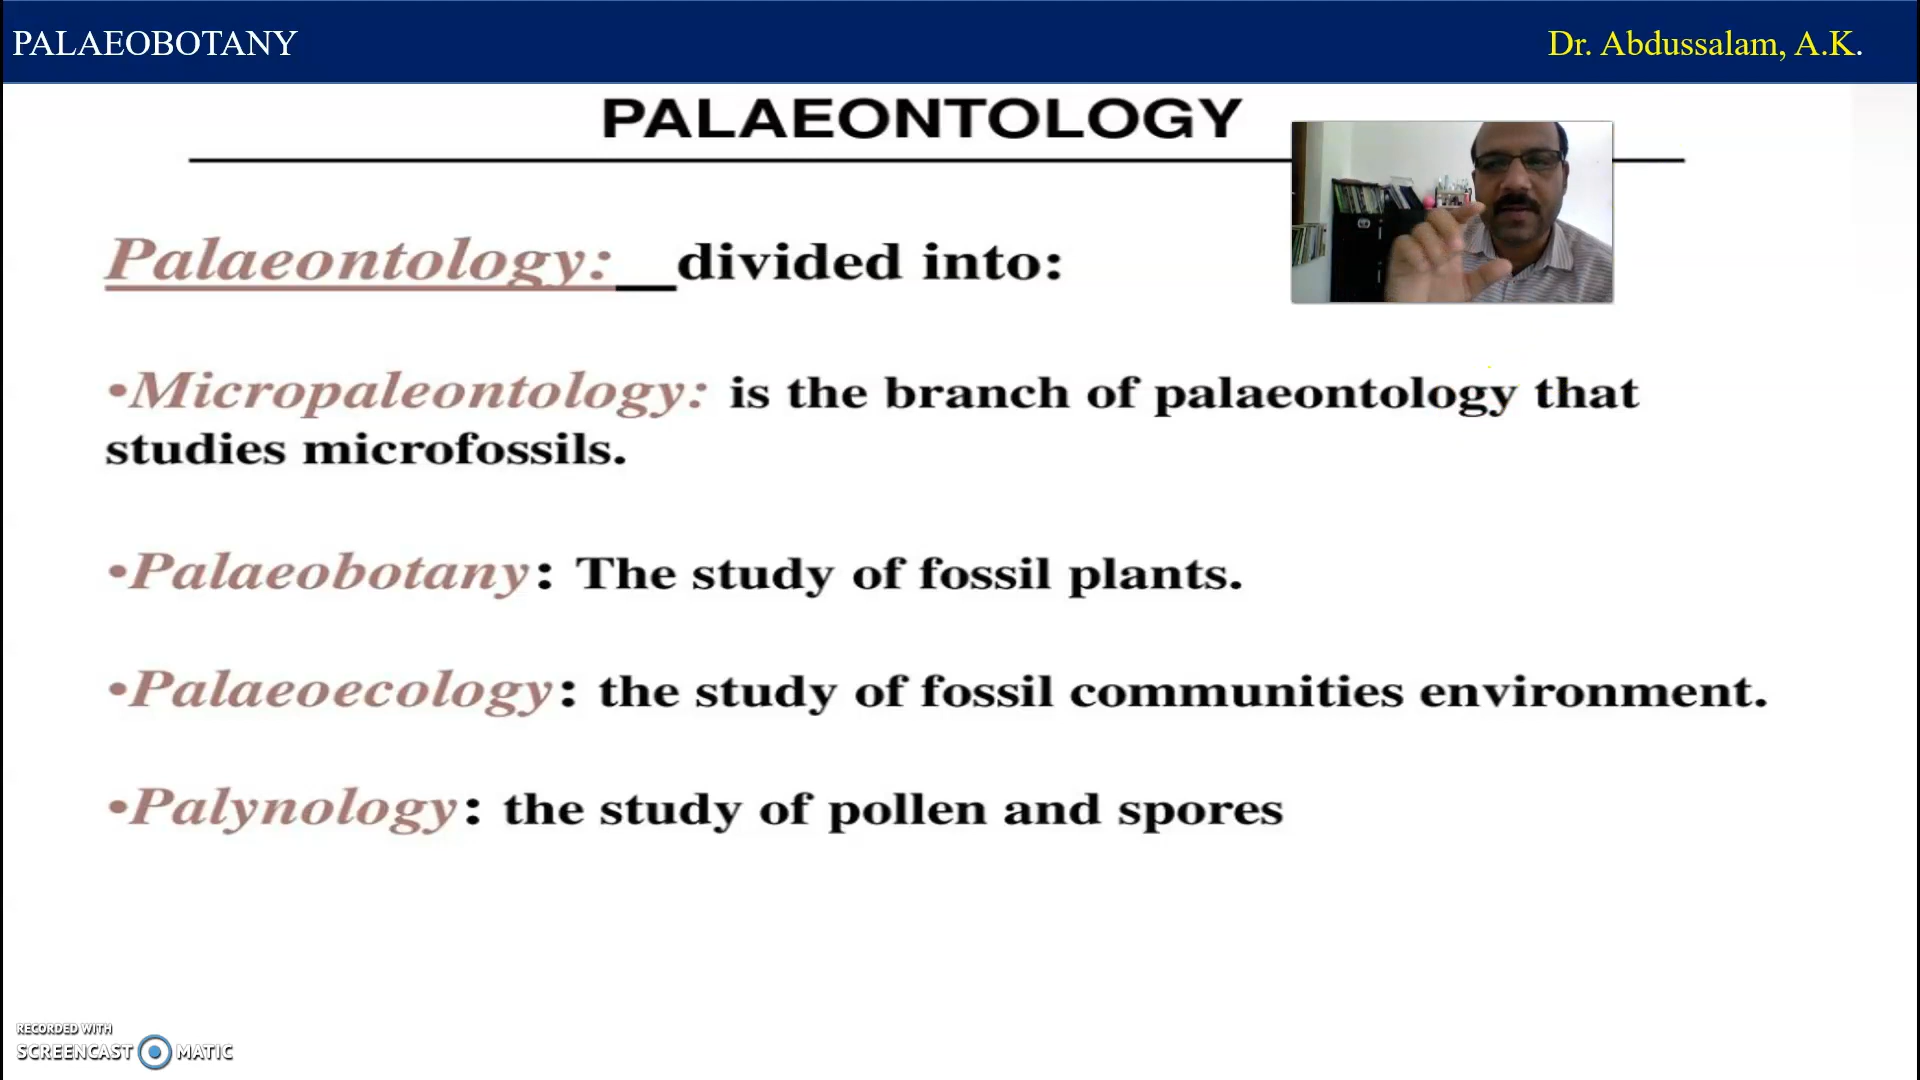 PALAEOBOTANY
Dr. Abdussalam, A.K.
PALAEONTOLOGY
Palaeontology: divided into:
•Micropaleontology: is the branch of palaeontology that
studies microfossils.
•Palaeobotany: The study of fossil plants.
•Palaeoecology: the study of fossil communities environment.
•Palynology: the study of pollen and spores
RECORDED WITH
SCREENCAST MATIC